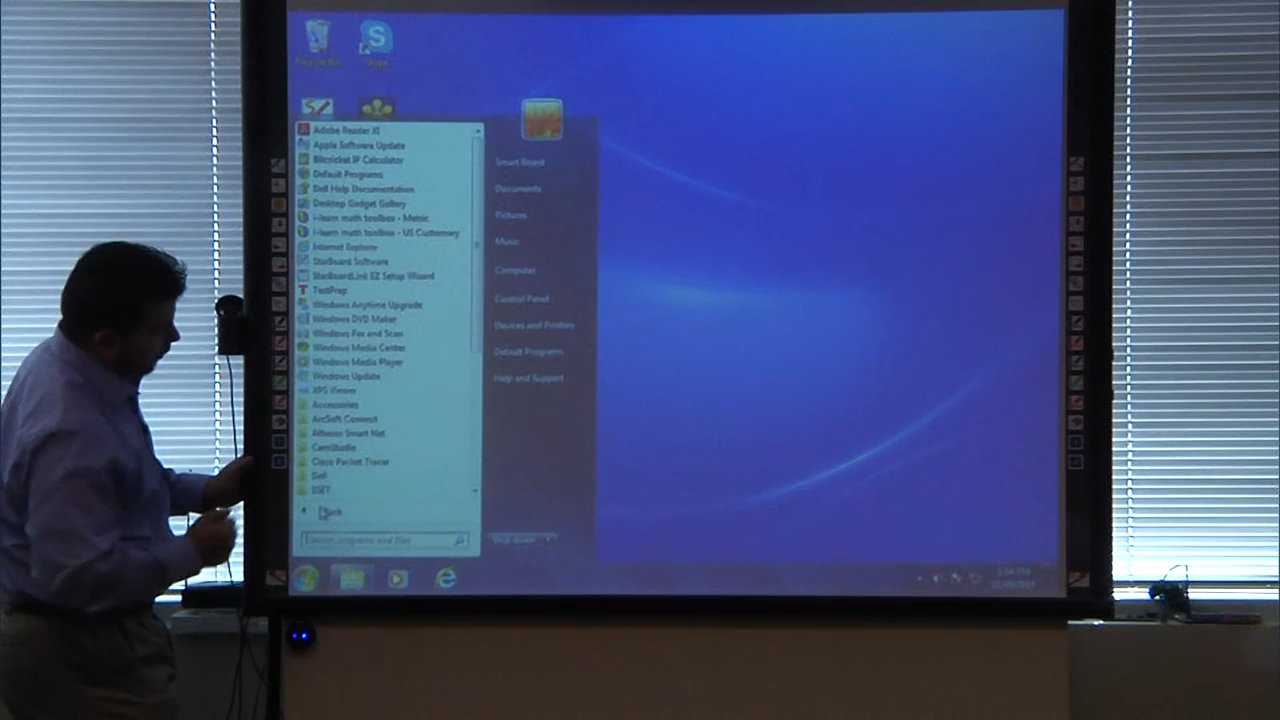 Recycle Bin
Skype
Adobe Reader XI
Apple Software Update
Bitcricket IP Calculator
Default Programs
Dell Help Documentation
Desktop Gadget Gallery
i-learn math toolbox - Metric
i-learn math toolbox - US Customary
Internet Explorer
StarBoard Software
StarBoardLink EZ Setup Wizard
TestPrep
Windows Anytime Upgrade
Windows DVD Maker
Windows Fax and Scan
Windows Media Center
Windows Media Player
Windows Update
XPS Viewer
Accessories
ArcSoft Connect
Atheros Smart Net
CamStudio
Cisco Packet Tracer
Dell
ESET
Back
Search programs and files
Smart Board
Documents
Pictures
Music
Computer
Control Panel
Devices and Printers
Default Programs
Help and Support
Shut down